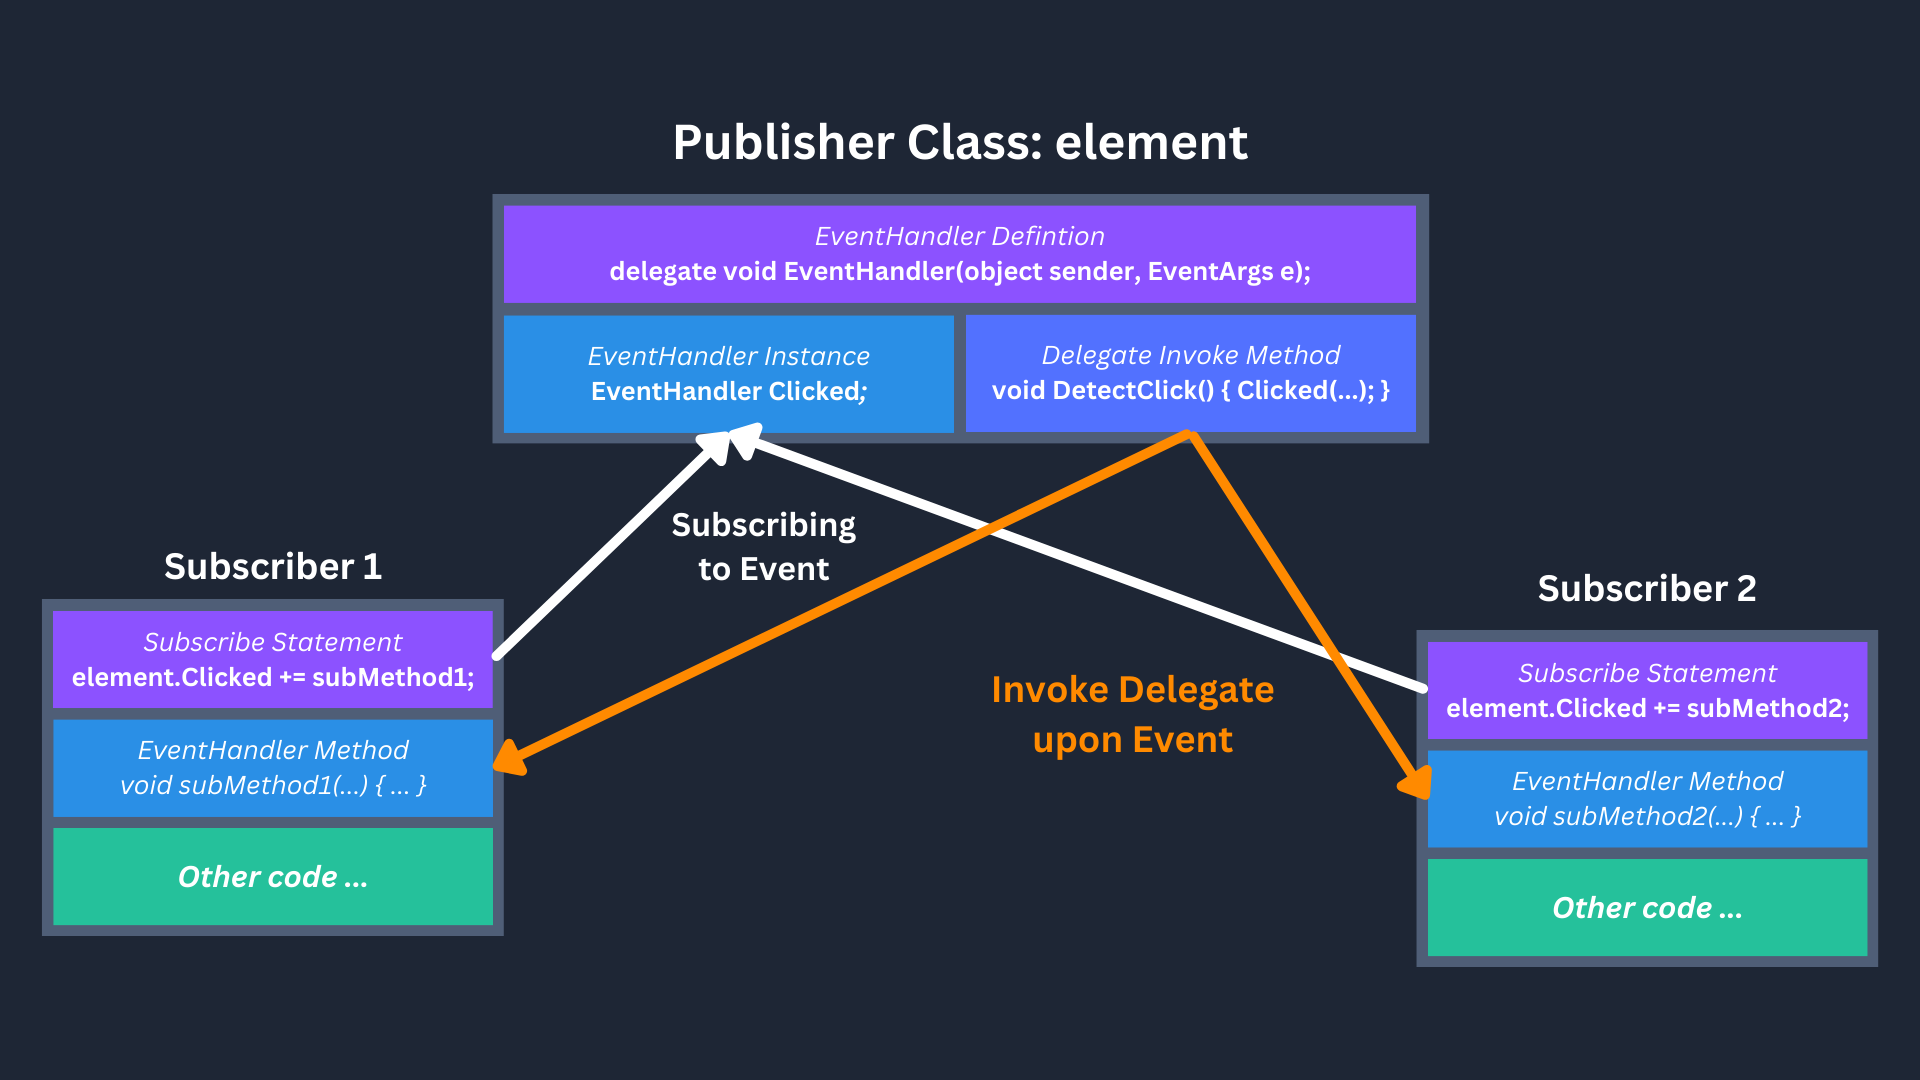 Publisher Class: element
EventHandler Defintion
delegate void EventHandler(object sender, EventArgs e);
EventHandler Instance
EventHandler Clicked;
Delegate Invoke Method
void DetectClick() { Clicked(...); }
Subscribing
to Event
Subscriber 1
Subscribe Statement
element.Clicked += subMethod1;
EventHandler Method
void subMethod1(...) { ... }
Other code ...
Invoke Delegate
upon Event
Subscriber 2
Subscribe Statement
element.Clicked += subMethod2;
EventHandler Method
void subMethod2(...) { ... }
Other code ...